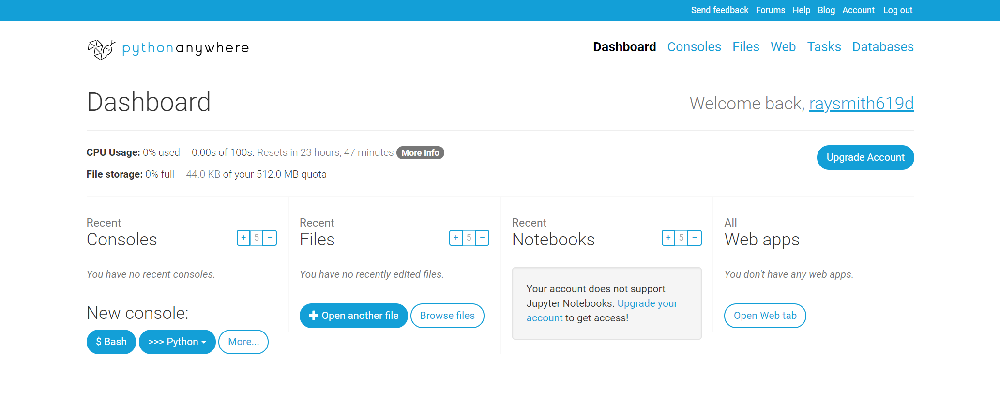 Send feedback Forums Help Blog Account Log out
pythonanywhere
Dashboard Consoles Files Web Tasks Databases
Dashboard
Welcome back, raysmith619d
CPU Usage: 0% used – 0.00s of 100s. Resets in 23 hours, 47 minutes More Info
Upgrade Account
File storage: 0% full – 44.0 KB of your 512.0 MB quota
Recent
Consoles
+ 5 −
You have no recent consoles.
New console:
$ Bash >>> Python More...
Recent
Files
+ 5 −
You have no recently edited files.
Open another file Browse files
Recent
Notebooks
+ 5 −
Your account does not support
Jupyter Notebooks. Upgrade your
account to get access!
All
Web apps
You don't have any web apps.
Open Web tab